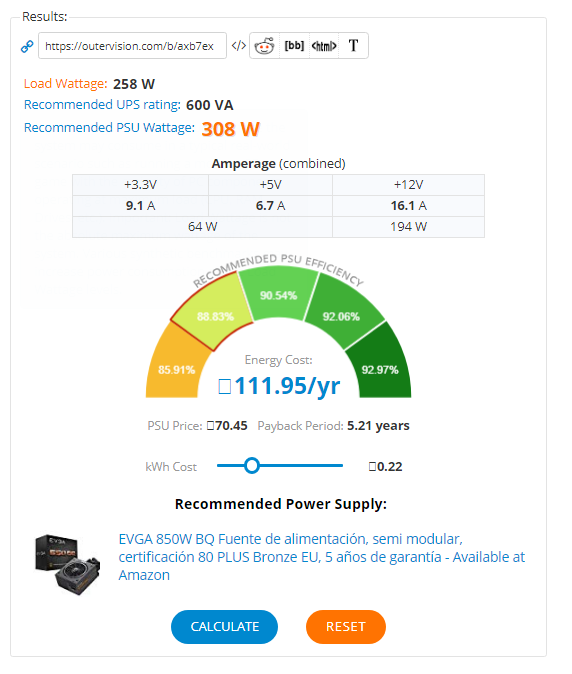 Results:
https://outervision.com/b/axb7ex
</> [bb] <html> T
Load Wattage: 258 W
Recommended UPS rating: 600 VA
Recommended PSU Wattage: 308 W
Amperage (combined)
+3.3V +5V +12V
9.1 A 6.7 A 16.1 A
64 W 194 W
RECOMMENDED PSU EFFICIENCY
85.91% 88.83% 90.54% 92.06% 92.97%
Energy Cost:
111.95/yr
PSU Price: 70.45 Payback Period: 5.21 years
kWh Cost 0.22
Recommended Power Supply:
EVGA
EVGA 850W BQ Fuente de alimentación, semi modular,
certificación 80 PLUS Bronze EU, 5 años de garantía - Available at
Amazon
CALCULATE RESET